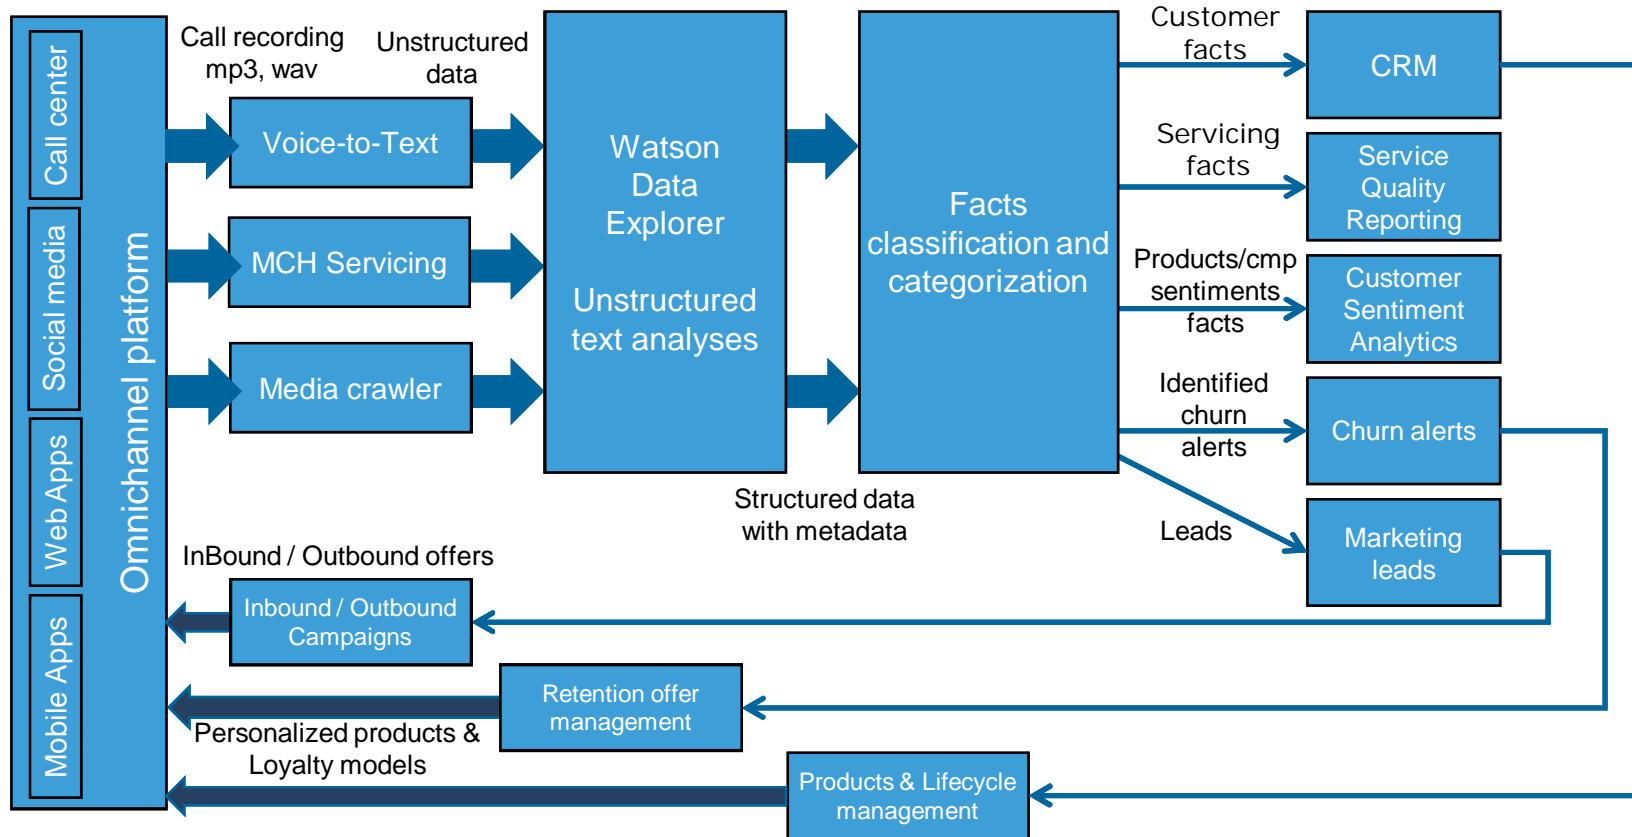 Call center
Social media
Web Apps
Mobile Apps
Omnichannel platform
Call recording
mp3, wav
Unstructured
data
Voice-to-Text
MCH Servicing
Media crawler
Watson
Data
Explorer
Unstructured
text analyses
Structured data
with metadata
Facts
classification and
categorization
Customer
facts
CRM
Servicing
facts
Service
Quality
Reporting
Products/cmp
sentiments
facts
Customer
Sentiment
Analytics
Identified
churn
alerts
Churn alerts
Leads
Marketing
leads
InBound / Outbound offers
Inbound / Outbound
Campaigns
Retention offer
management
Personalized products &
Loyalty models
Products & Lifecycle
management